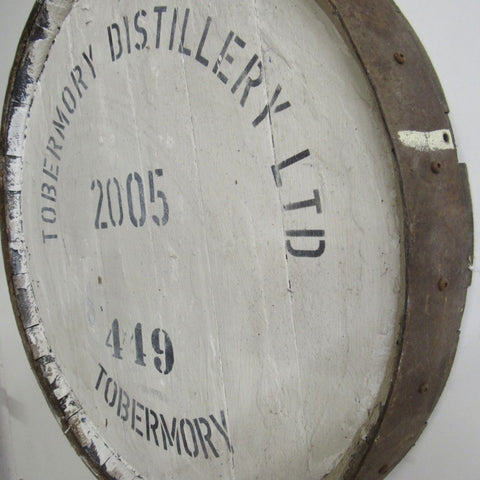 TOBERMORY DISTILLERY LTD
2005
449
TOBERMORY